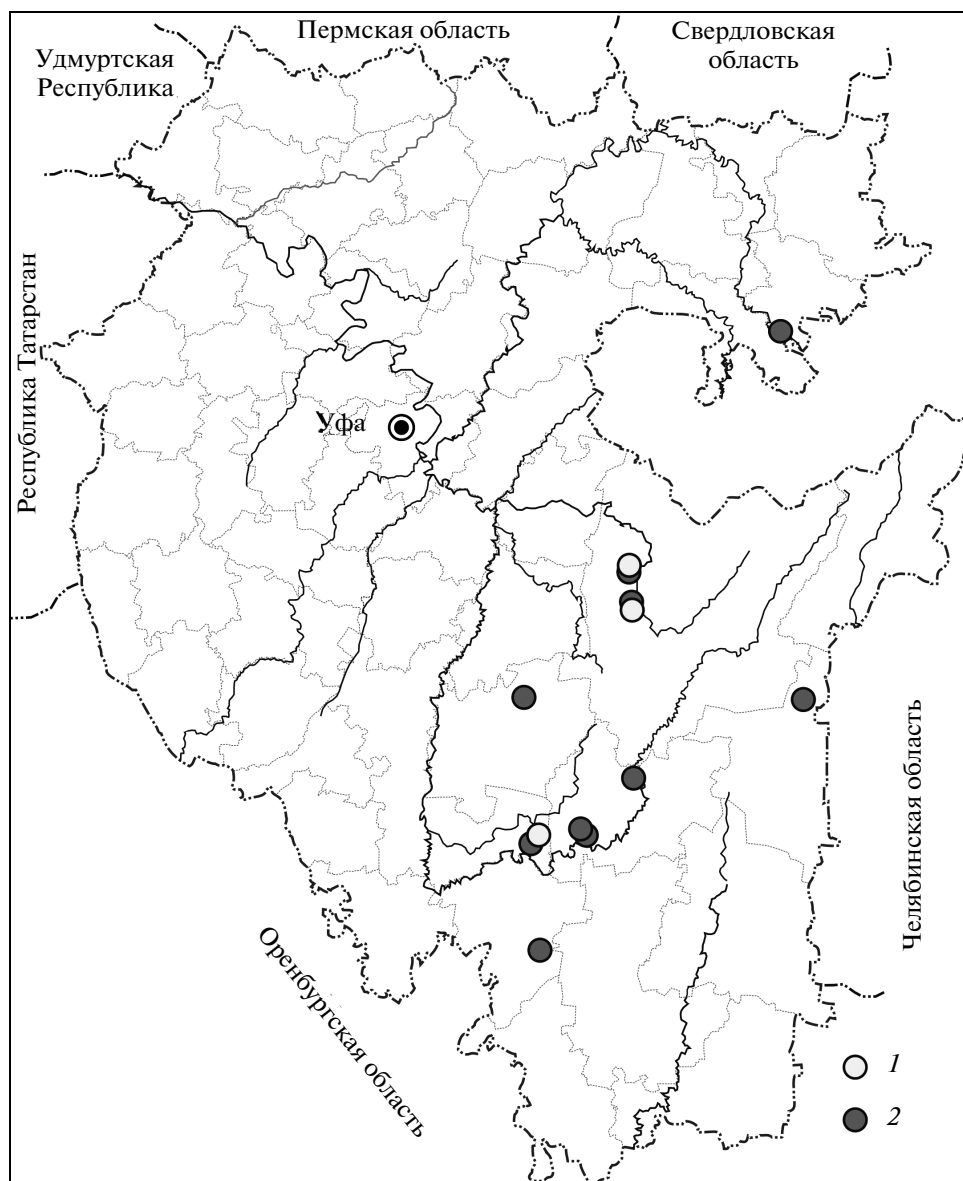 Пермская область
Свердловская
область
Удмуртская
Республика
Республика Татарстан
Уфа
Челябинская область
Оренбургская область
1
2